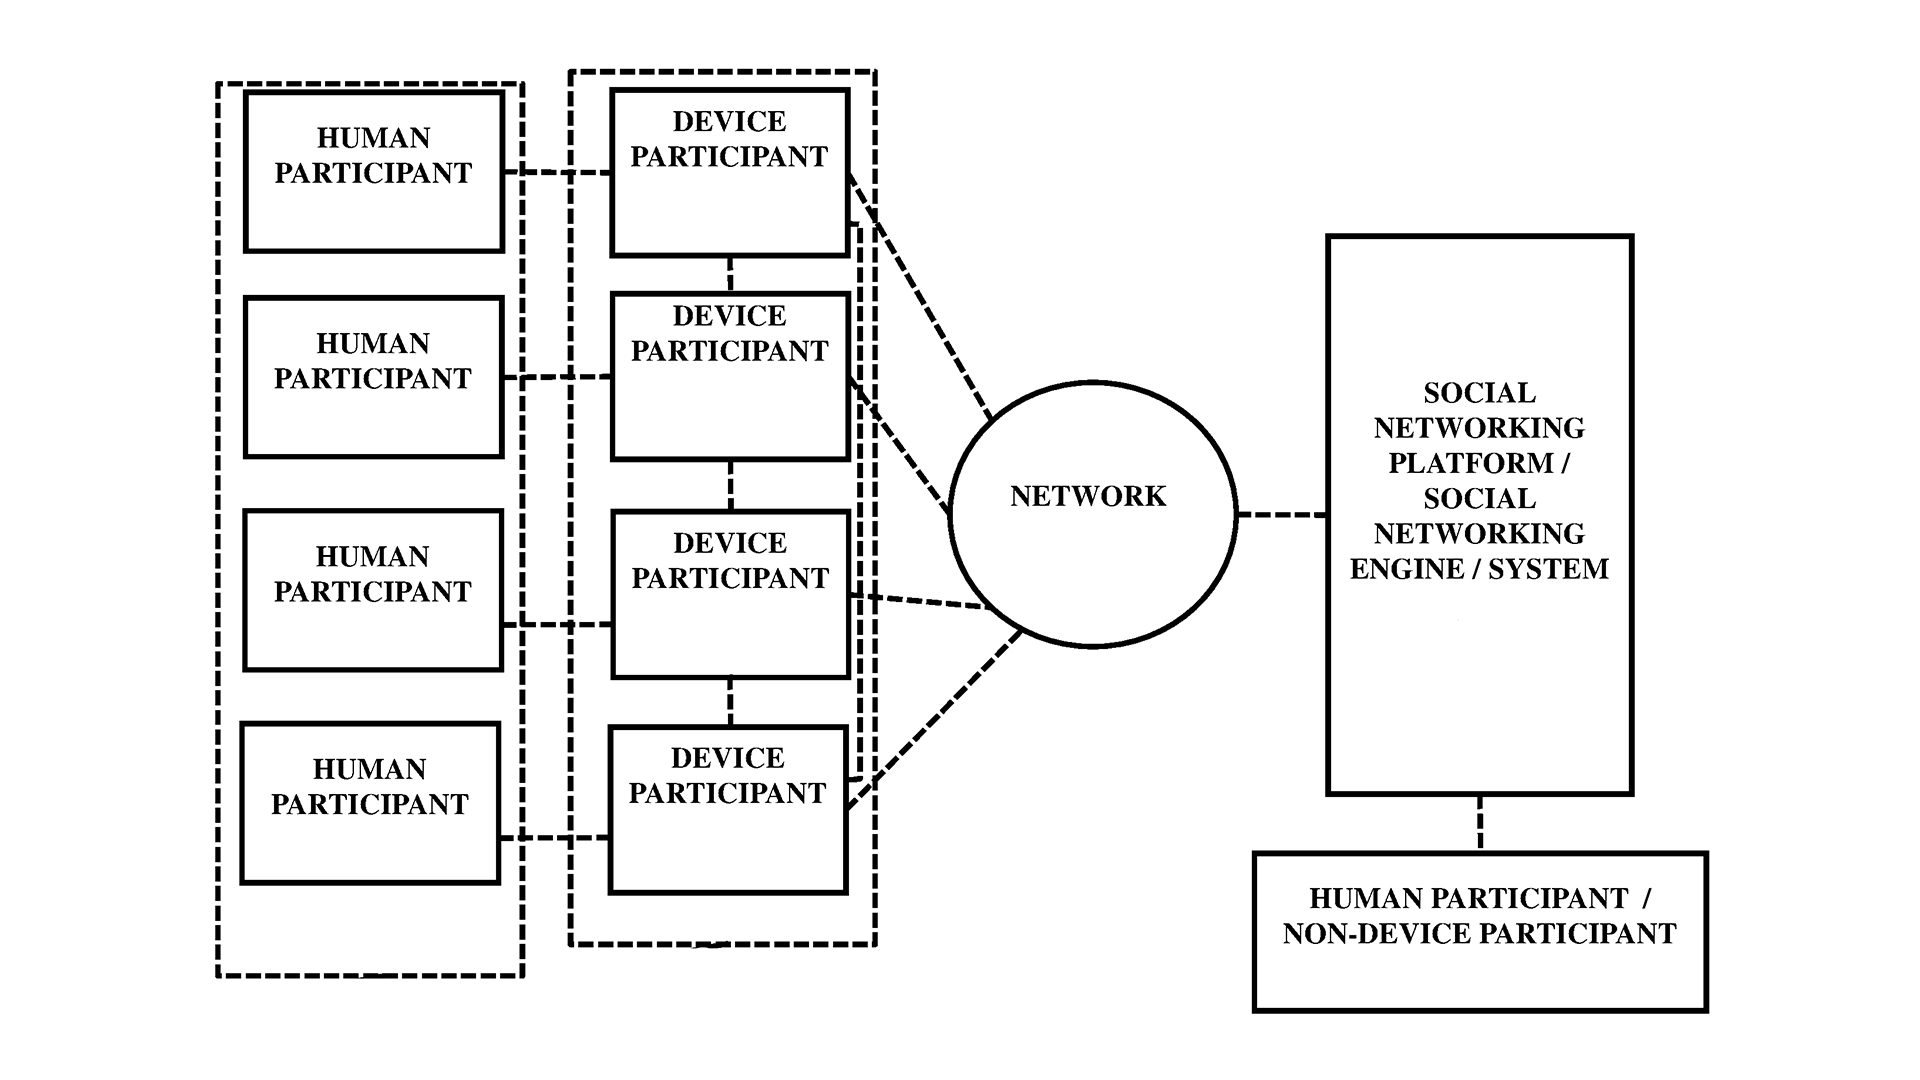 HUMAN
PARTICIPANT
HUMAN
PARTICIPANT
HUMAN
PARTICIPANT
HUMAN
PARTICIPANT
DEVICE
PARTICIPANT
DEVICE
PARTICIPANT
DEVICE
PARTICIPANT
DEVICE
PARTICIPANT
NETWORK
SOCIAL
NETWORKING
PLATFORM /
SOCIAL
NETWORKING
ENGINE / SYSTEM
HUMAN PARTICIPANT /
NON-DEVICE PARTICIPANT